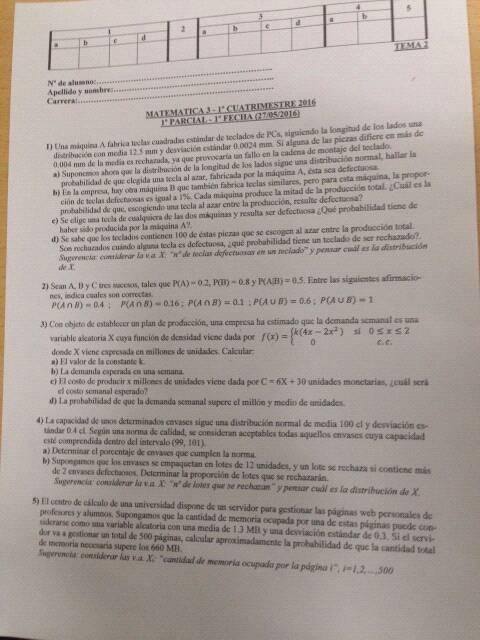 1 2 3 4 5
a b c d a b c d a b
TEMA 2
Nº de alumno:
Apellido y nombre:
Carrera:
MATEMATICA 3 - 1º CUATRIMESTRE 2016
1º PARCIAL - 1º FECHA (27/05/2016)
1) Una máquina A fabrica teclas cuadradas estándar de teclados de PCs, siguiendo la longitud de los lados una
distribución con media 12.5 mm y desviación estándar 0.0024 mm. Si alguna de las piezas difiere en más de
0.004 mm de la media es rechazada, ya que provocaría un fallo en la cadena de montaje del teclado.
a) Suponemos ahora que la distribución de la longitud de los lados sigue una distribución normal, hallar la
probabilidad de que elegida una tecla al azar, fabricada por la máquina A, ésta sea defectuosa.
b) En la empresa, hay otra máquina B que también fabrica teclas similares, pero para esta máquina, la propor-
ción de teclas defectuosas es igual a 1%. Cada máquina produce la mitad de la producción total. ¿Cuál es la
probabilidad de que, escogiendo una tecla al azar entre la producción, resulte defectuosa?
c) Se elige una tecla de cualquiera de las dos máquinas y resulta ser defectuosa ¿Qué probabilidad tiene de
haber sido producida por la máquina A?.
d) Se sabe que los teclados contienen 100 de éstas piezas que se escogen al azar entre la producción total.
Son rechazados cuando alguna tecla es defectuosa, ¿qué probabilidad tiene un teclado de ser rechazado?.
Sugerencia: considerar la v.a. X: "nº de teclas defectuosas en un teclado" y pensar cuál es la distribución
de X.
2) Sean A, B y C tres sucesos, tales que P(A) = 0.2, P(B) = 0.8 y P(A|B) = 0.5. Entre las siguientes afirmacio-
nes, indica cuales son correctas.
P(A∩B) = 0.4 ; P(A∩B) = 0.16 ; P(A∩B) = 0.1 ; P(A∪B) = 0.6 ; P(A∪B) = 1
3) Con objeto de establecer un plan de producción, una empresa ha estimado que la demanda semanal es una
variable aleatoria X cuya función de densidad viene dada por f(x) = { k(4x − 2x²) si 0 ≤ x ≤ 2
0 c.c.
donde X viene expresada en millones de unidades. Calcular:
a) El valor de la constante k.
b) La demanda esperada en una semana.
c) El costo de producir x millones de unidades viene dada por C = 6X + 30 unidades monetarias, ¿cuál será
el costo semanal esperado?
d) La probabilidad de que la demanda semanal supere el millón y medio de unidades.
4) La capacidad de unos determinados envases sigue una distribución normal de media 100 cl y desviación es-
tándar 0.4 cl. Según una norma de calidad, se consideran aceptables todas aquellos envases cuya capacidad
esté comprendida dentro del intervalo (99, 101).
a) Determinar el porcentaje de envases que cumplen la norma.
b) Supongamos que los envases se empaquetan en lotes de 12 unidades, y un lote se rechaza si contiene más
de 2 envases defectuosos. Determinar la proporción de lotes que se rechazarán.
Sugerencia: considerar la v.a. X: "nº de lotes que se rechazan" y pensar cuál es la distribución de X.
5) El centro de cálculo de una universidad dispone de un servidor para gestionar las páginas web personales de
profesores y alumnos. Supongamos que la cantidad de memoria ocupada por una de estas páginas puede con-
siderarse como una variable aleatoria con una media de 1.3 MB y una desviación estándar de 0.3. Si el servi-
dor va a gestionar un total de 500 páginas, calcular aproximadamente la probabilidad de que la cantidad total
de memoria necesaria supere los 660 MB.
Sugerencia: considerar las v.a. Xi: "cantidad de memoria ocupada por la página i", i=1,2,...,500